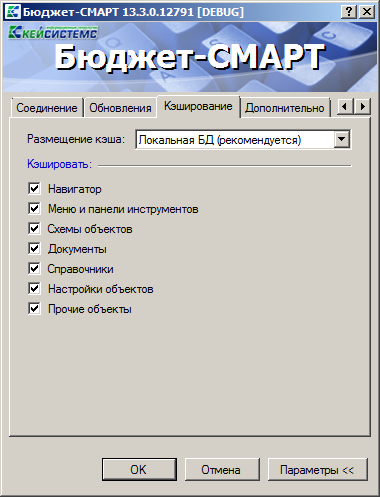 Бюджет-СМАРТ 13.3.0.12791 [DEBUG]
КЕЙСИСТЕМС
Бюджет-СМАРТ
Соединение Обновления Кэширование Дополнительно
Размещение кэша: Локальная БД (рекомендуется)
Кэшировать:
Навигатор
Меню и панели инструментов
Схемы объектов
Документы
Справочники
Настройки объектов
Прочие объекты
OK Отмена Параметры <<